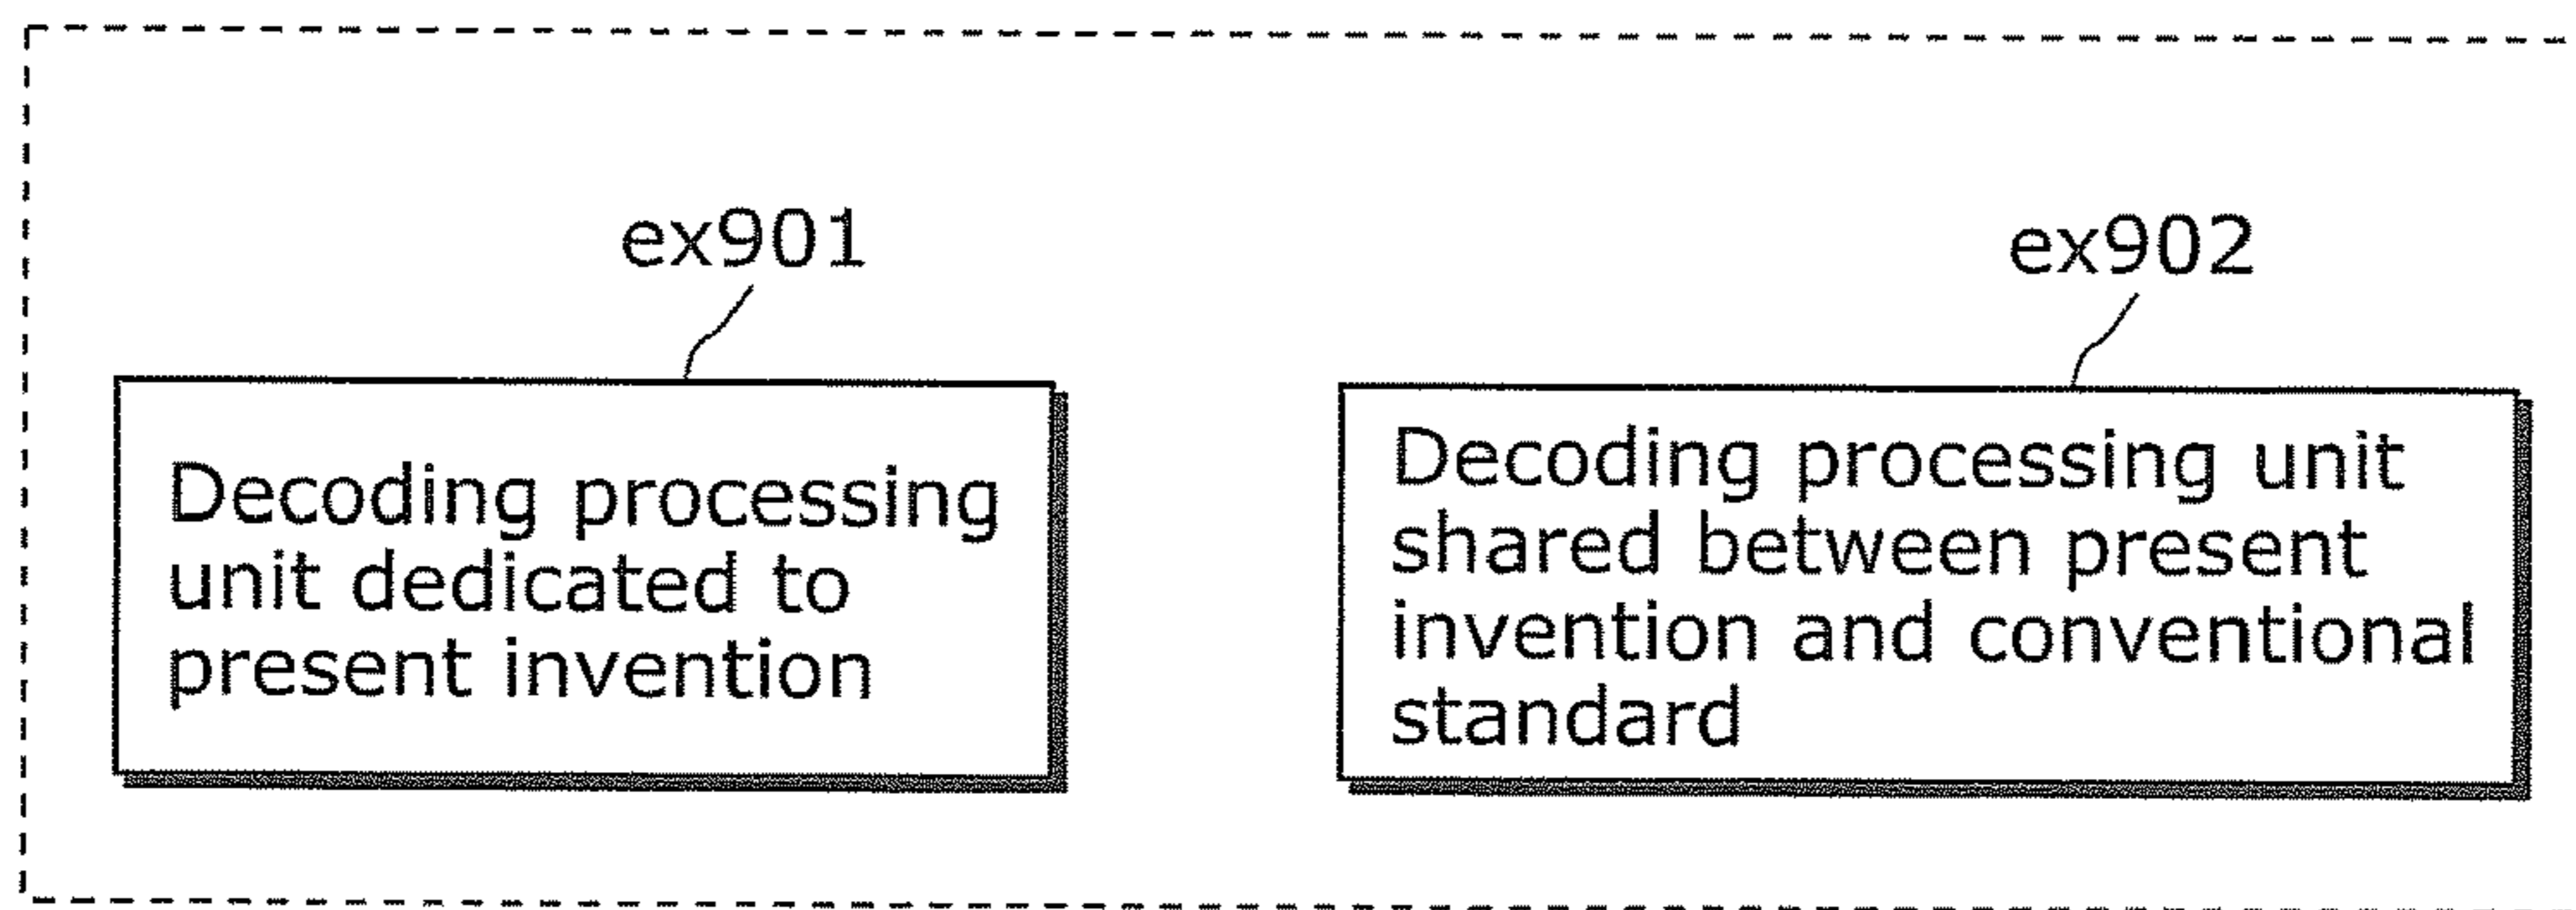 ex901
ex902
Decoding processing
unit dedicated to
present invention
Decoding processing unit
shared between present
invention and conventional
standard